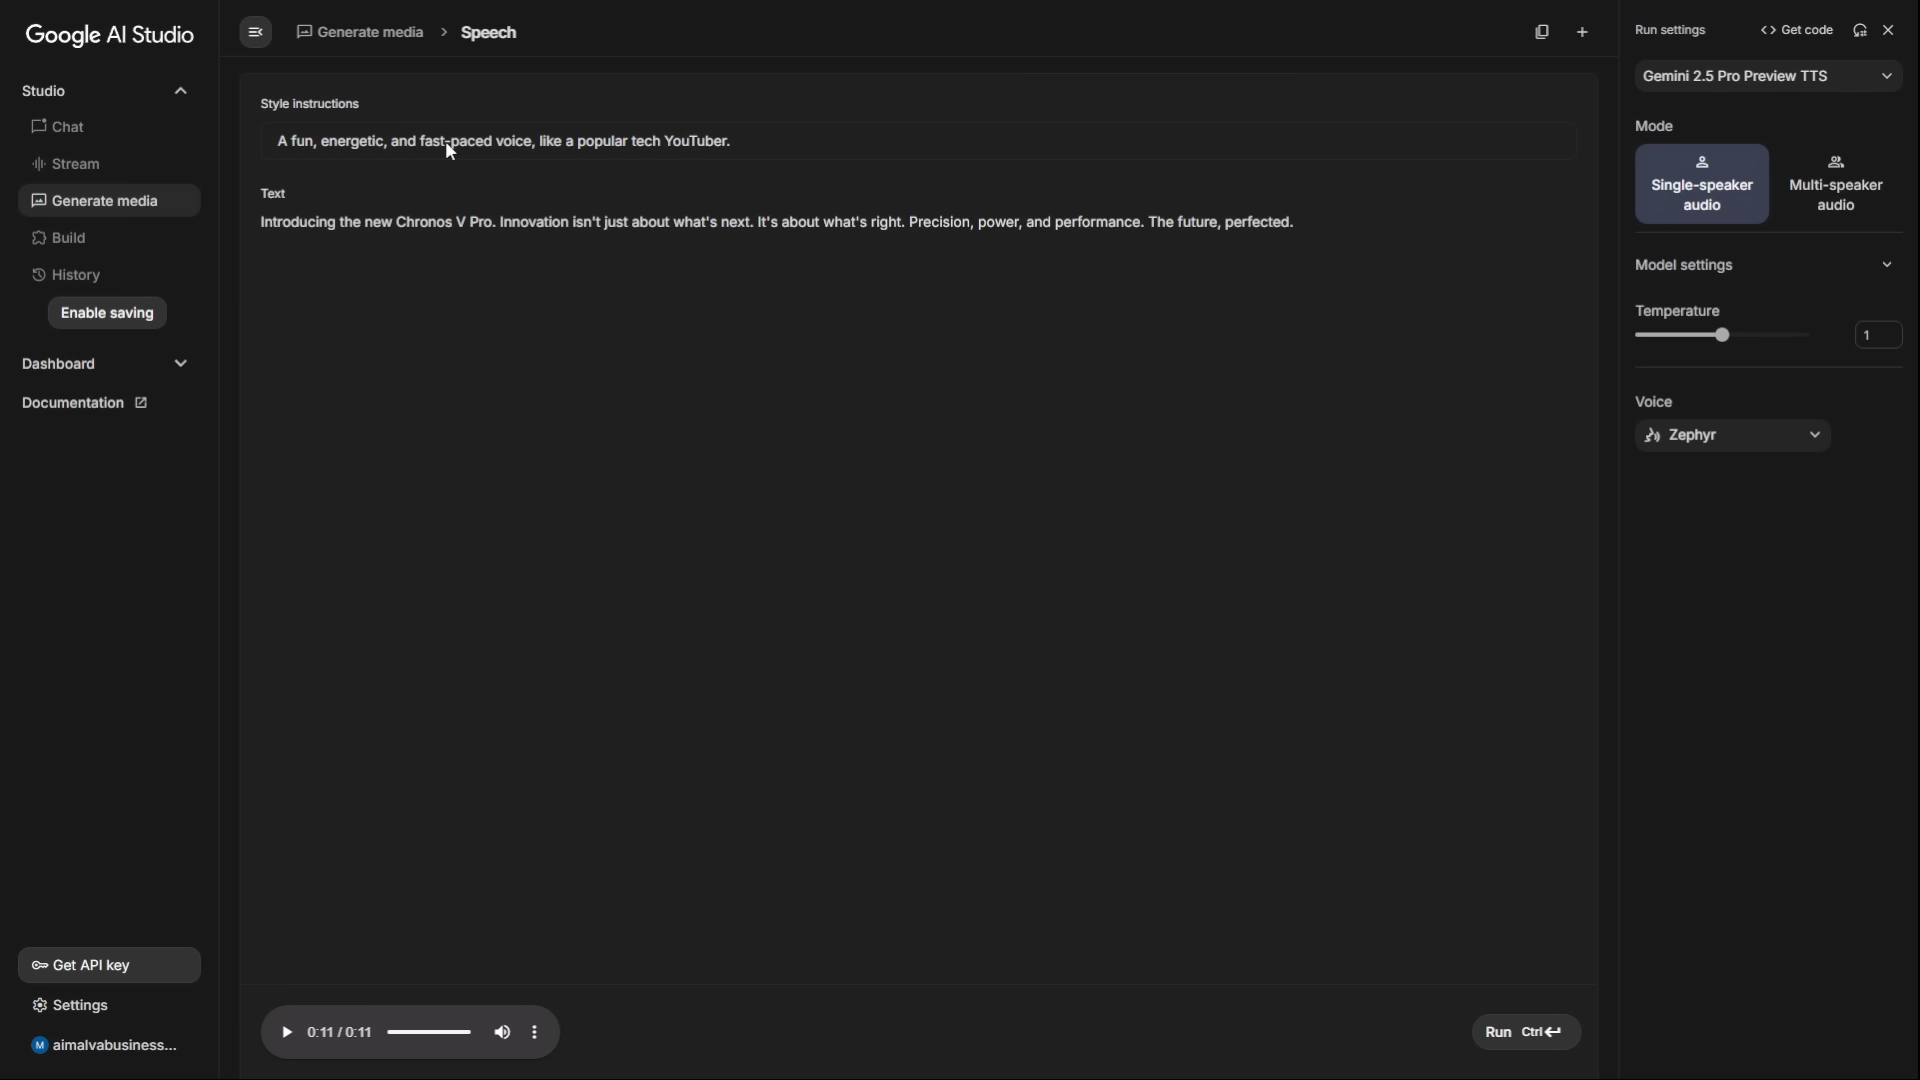 Google AI Studio
Studio
Chat
Stream
Generate media
Build
History
Enable saving
Dashboard
Documentation
Get API key
Settings
M aimalvabusiness...
Generate media > Speech
Style instructions
A fun, energetic, and fast-paced voice, like a popular tech YouTuber.
Text
Introducing the new Chronos V Pro. Innovation isn't just about what's next. It's about what's right. Precision, power, and performance. The future, perfected.
0:11 / 0:11
Run Ctrl
Run settings
<> Get code
Gemini 2.5 Pro Preview TTS
Mode
Single-speaker
audio
Multi-speaker
audio
Model settings
Temperature
1
Voice
Zephyr